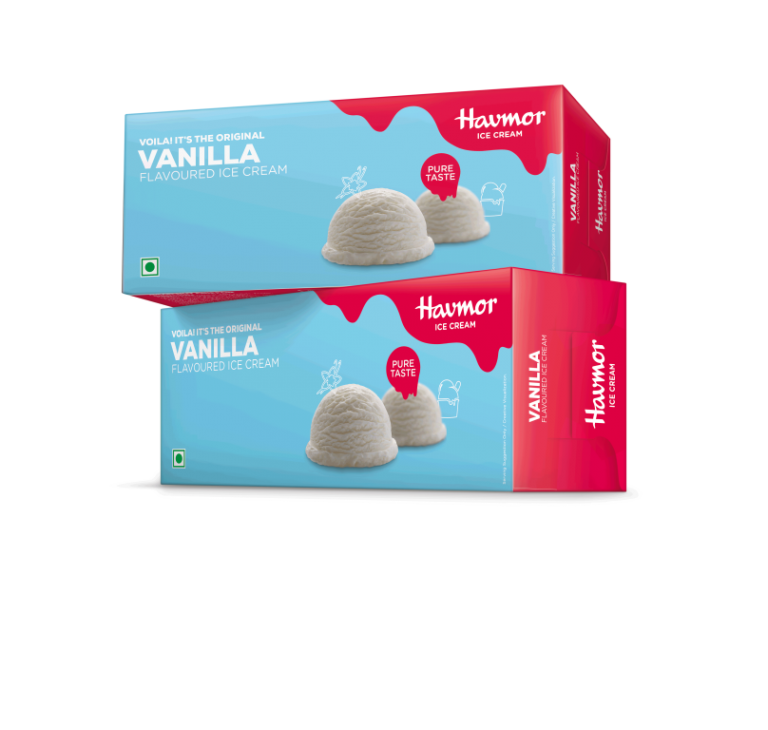 VOILA! IT'S THE ORIGINAL
VANILLA
FLAVOURED ICE CREAM
PURE
TASTE
Havmor
ICE CREAM
VANILLA
FLAVOURED ICE CREAM
Havmor
ICE CREAM
VOILA! IT'S THE ORIGINAL
VANILLA
FLAVOURED ICE CREAM
PURE
TASTE
Havmor
ICE CREAM
VANILLA
FLAVOURED ICE CREAM
Havmor
ICE CREAM